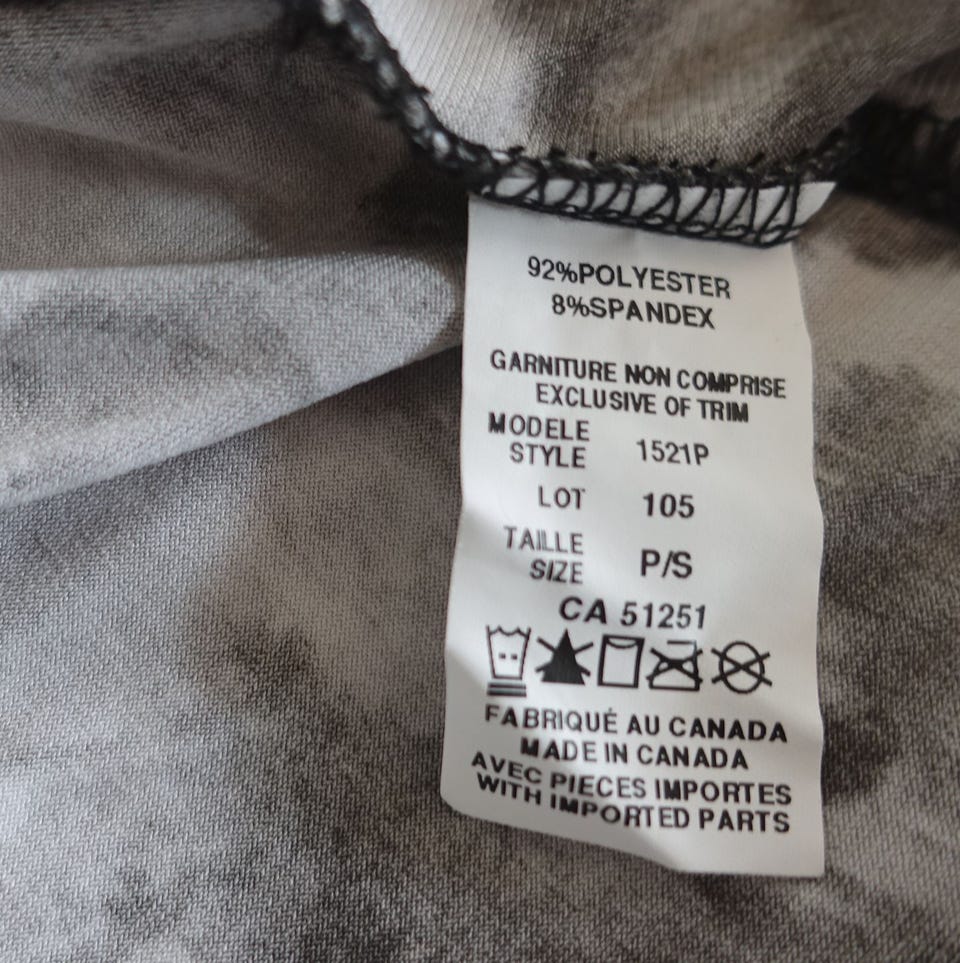 92%POLYESTER
8%SPANDEX
GARNITURE NON COMPRISE
EXCLUSIVE OF TRIM
MODELE
STYLE 1521P
LOT 105
TAILLE
SIZE P/S
CA 51251
FABRIQUÉ AU CANADA
MADE IN CANADA
AVEC PIECES IMPORTES
WITH IMPORTED PARTS